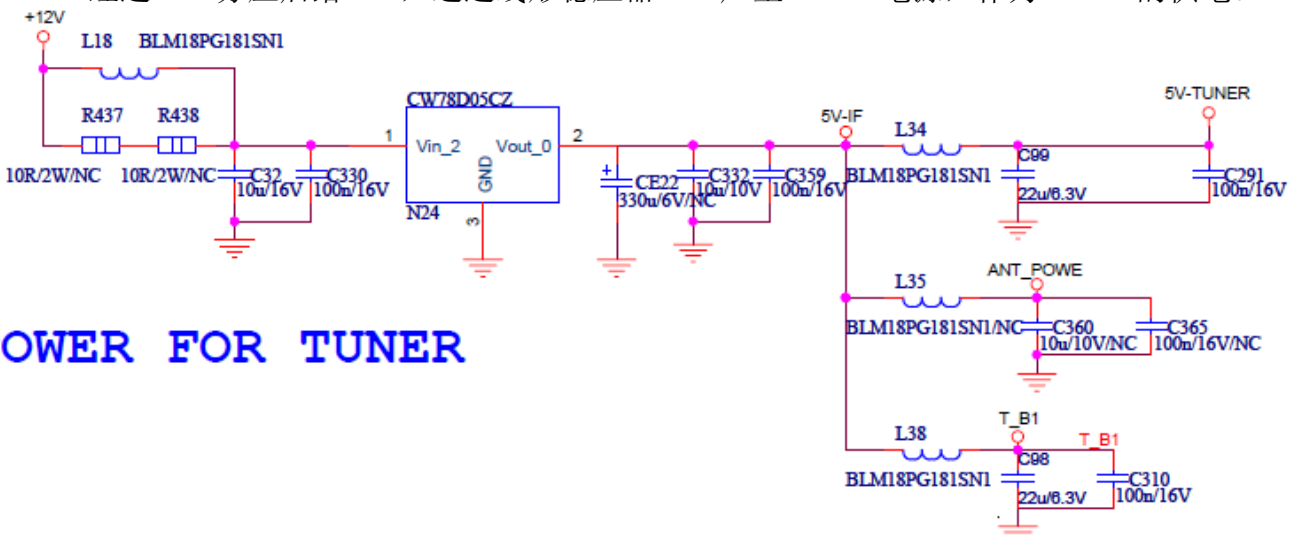 +12V
L18 BLM18PG181SN1
R437 R438
10R/2W/NC 10R/2W/NC
C32
10u/16V
C330
100n/16V
CW78D05CZ
1 Vin_2 Vout_0 2
GND
3
N24
CE22
330u/6V/NC
C332
10u/10V
C359
100n/16V
5V-IF
L34
BLM18PG181SN1
5V-TUNER
C99
22u/6.3V
C291
100n/16V
L35
BLM18PG181SN1/NC
ANT_POWE
C360
10u/10V/NC
C365
100n/16V/NC
OWER FOR TUNER
L38
BLM18PG181SN1
T_B1
T_B1
C98
22u/6.3V
C310
100n/16V